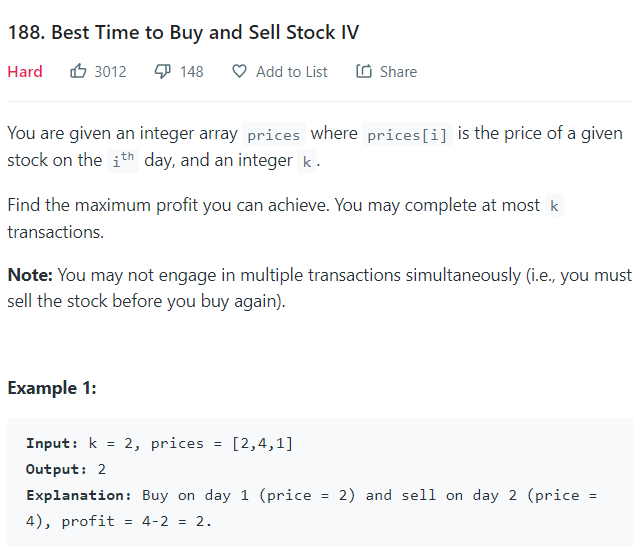 188. Best Time to Buy and Sell Stock IV
Hard 3012 148 Add to List Share
You are given an integer array prices where prices[i] is the price of a given
stock on the ith day, and an integer k.
Find the maximum profit you can achieve. You may complete at most k
transactions.
Note: You may not engage in multiple transactions simultaneously (i.e., you must
sell the stock before you buy again).
Example 1:
Input: k = 2, prices = [2,4,1]
Output: 2
Explanation: Buy on day 1 (price = 2) and sell on day 2 (price =
4), profit = 4-2 = 2.